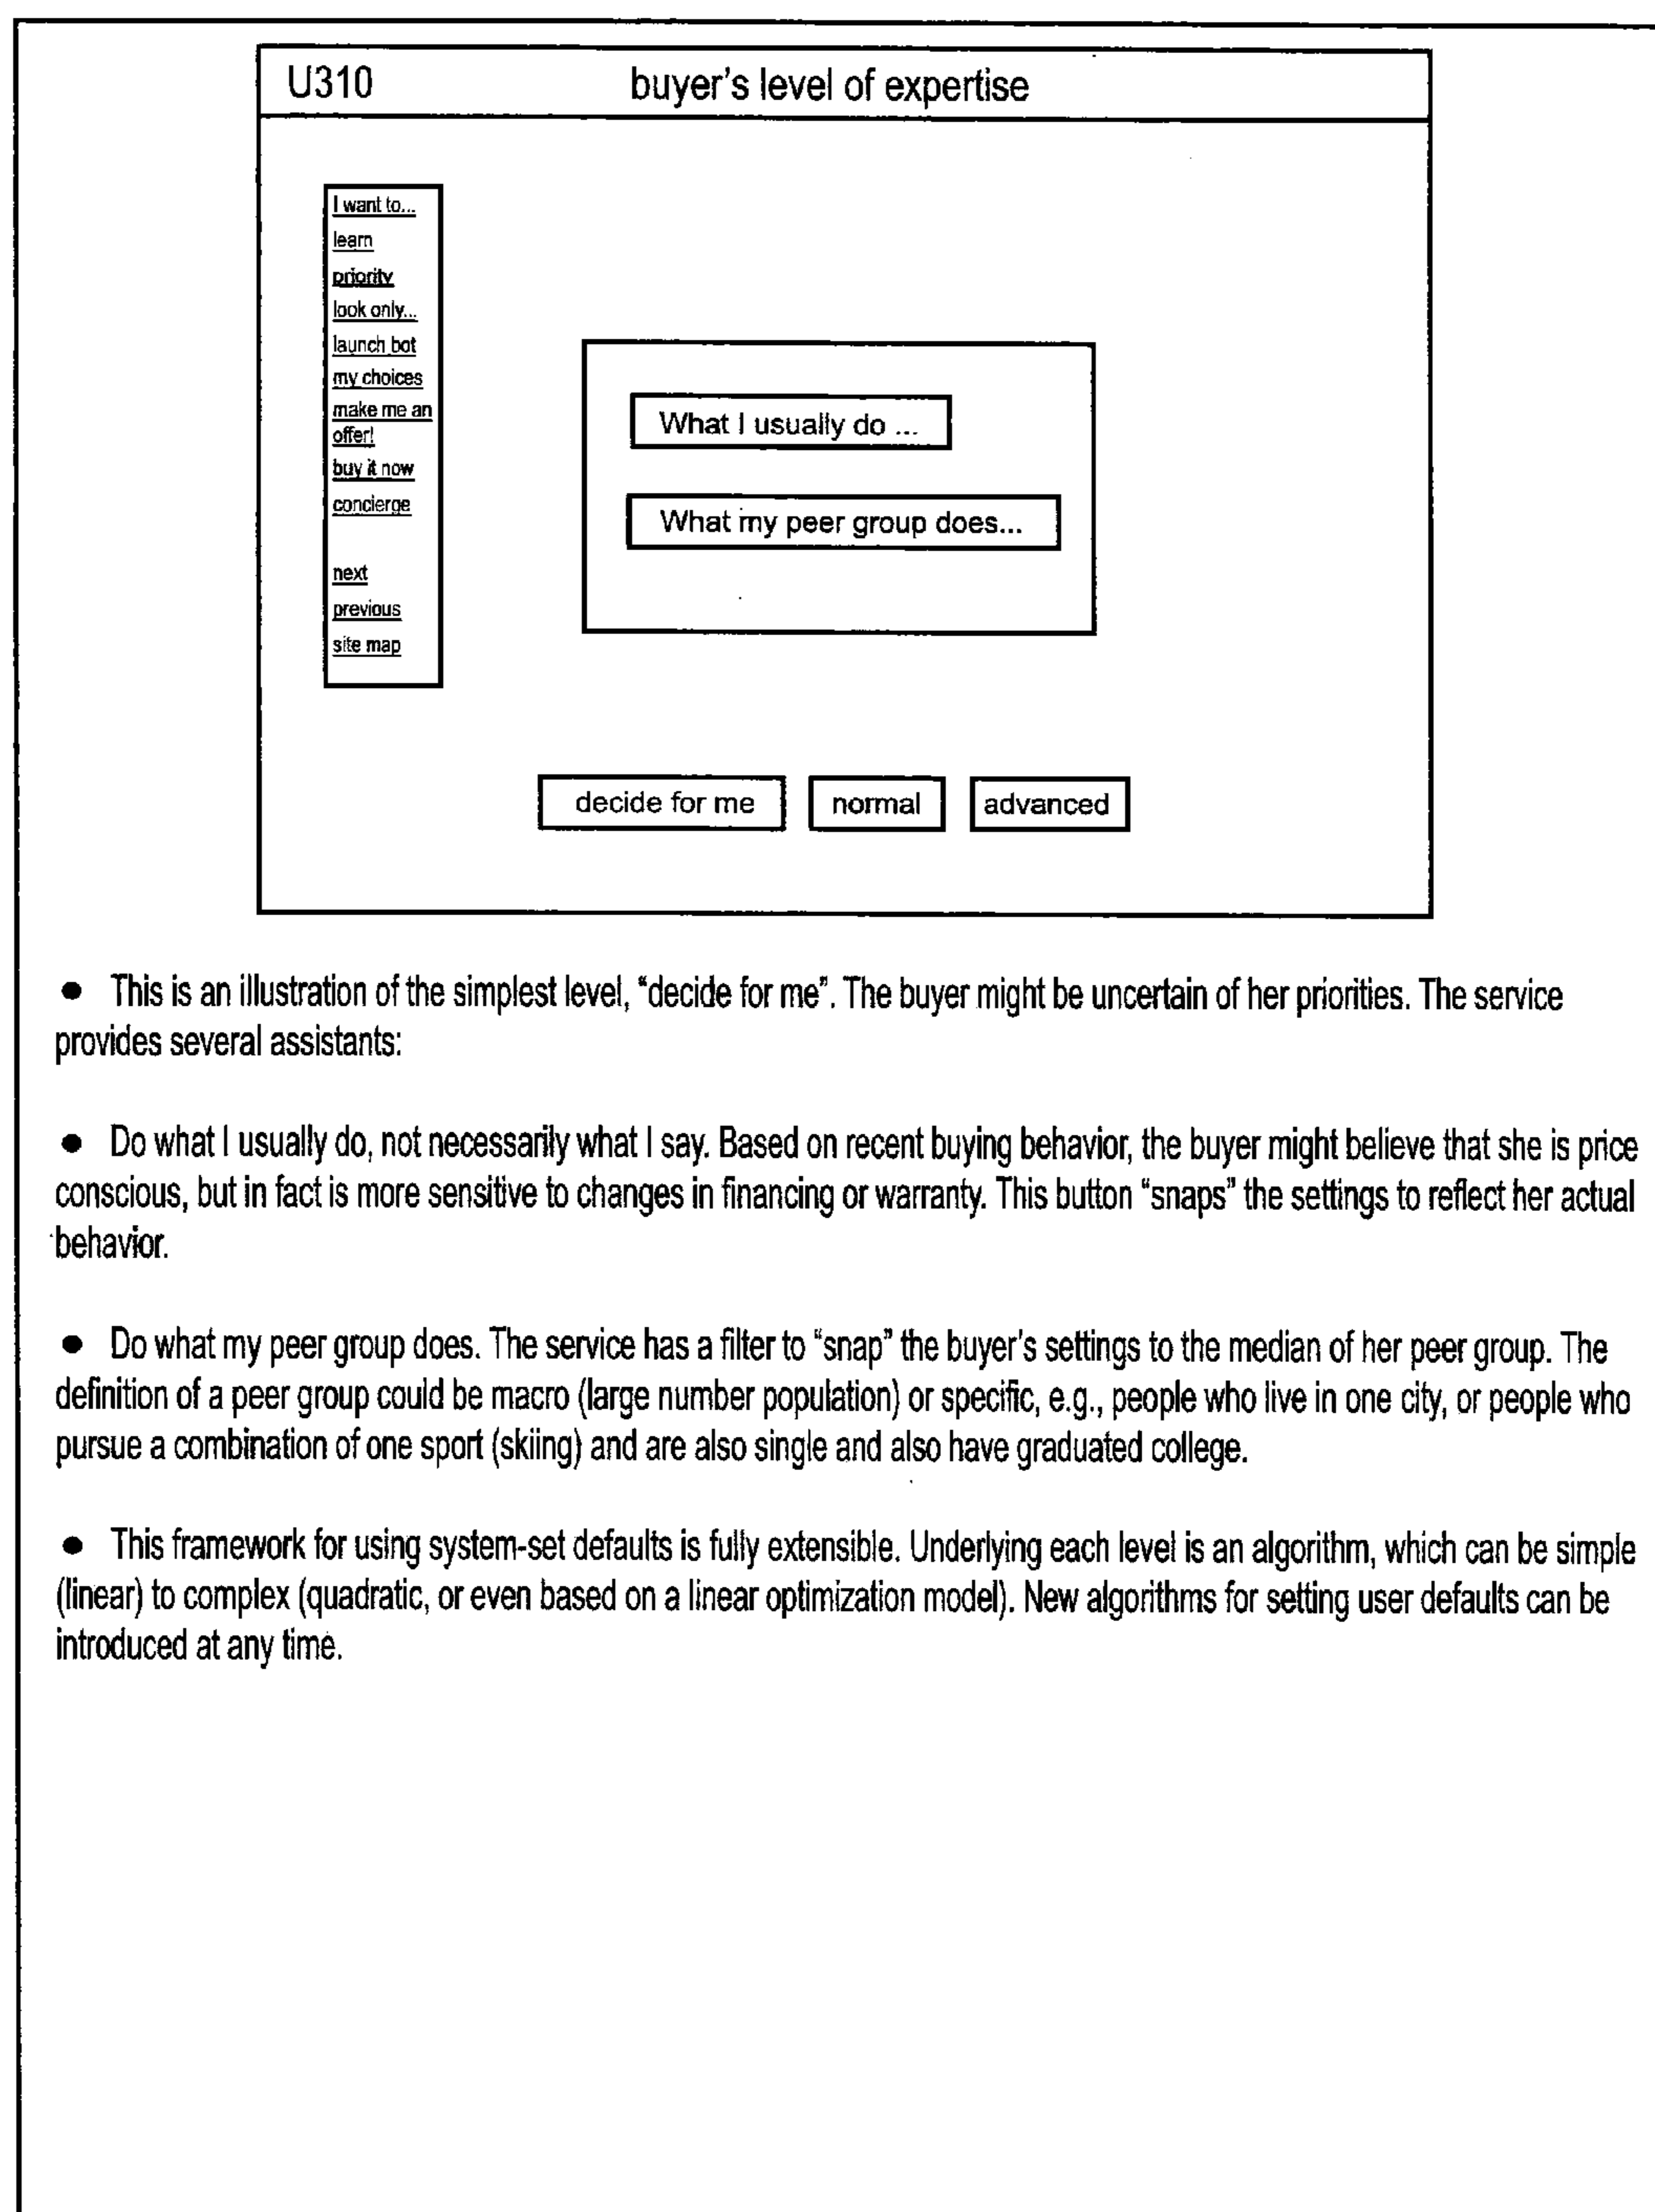 U310 buyer's level of expertise
I want to...
learn
priority
look only...
launch bot
my choices
make me an
offer!
buy it now
concierge
next
previous
site map
What I usually do ...
What my peer group does...
decide for me normal advanced
● This is an illustration of the simplest level, “decide for me”. The buyer might be uncertain of her priorities. The service
provides several assistants:
● Do what I usually do, not necessarily what I say. Based on recent buying behavior, the buyer might believe that she is price
conscious, but in fact is more sensitive to changes in financing or warranty. This button “snaps” the settings to reflect her actual
behavior.
● Do what my peer group does. The service has a filter to “snap” the buyer's settings to the median of her peer group. The
definition of a peer group could be macro (large number population) or specific, e.g., people who live in one city, or people who
pursue a combination of one sport (skiing) and are also single and also have graduated college.
● This framework for using system-set defaults is fully extensible. Underlying each level is an algorithm, which can be simple
(linear) to complex (quadratic, or even based on a linear optimization model). New algorithms for setting user defaults can be
introduced at any time.